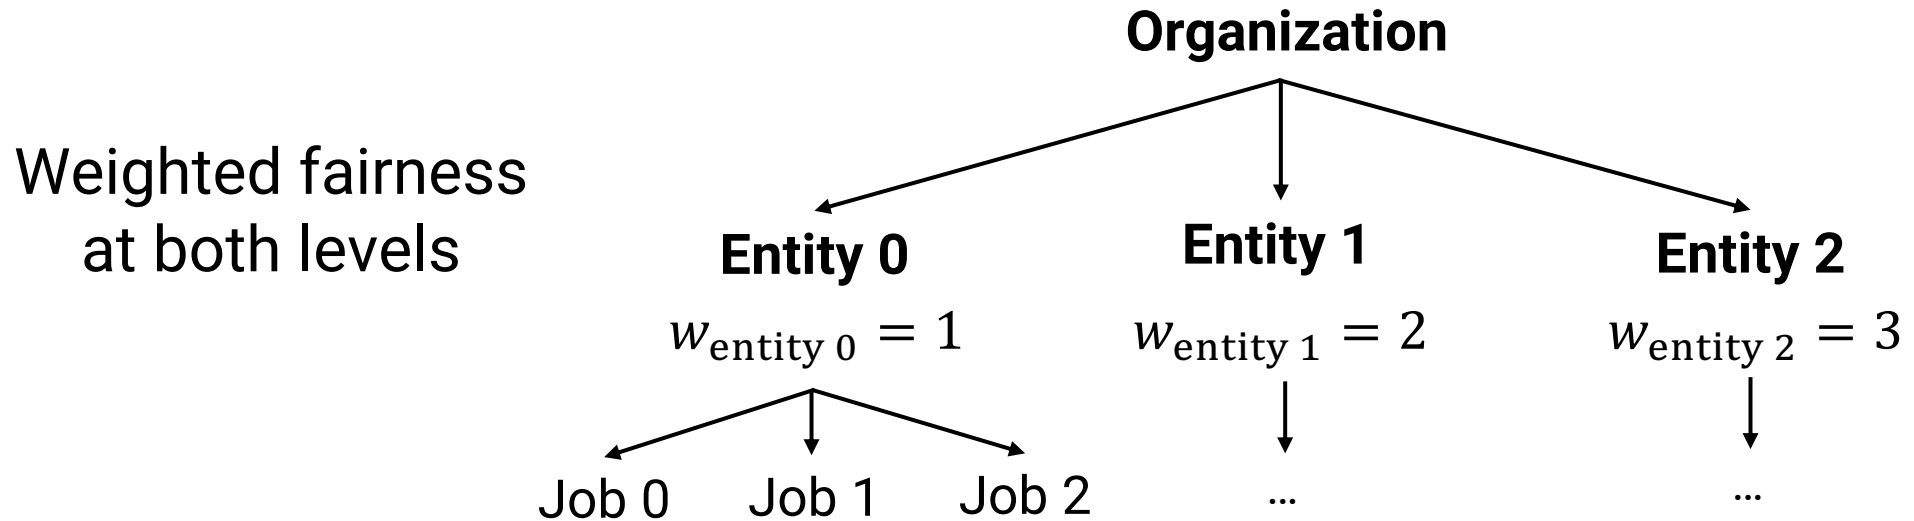 Organization
Weighted fairness
at both levels
Entity 0
Entity 1
Entity 2
w_entity 0 = 1
w_entity 1 = 2
w_entity 2 = 3
Job 0
Job 1
Job 2
...
...